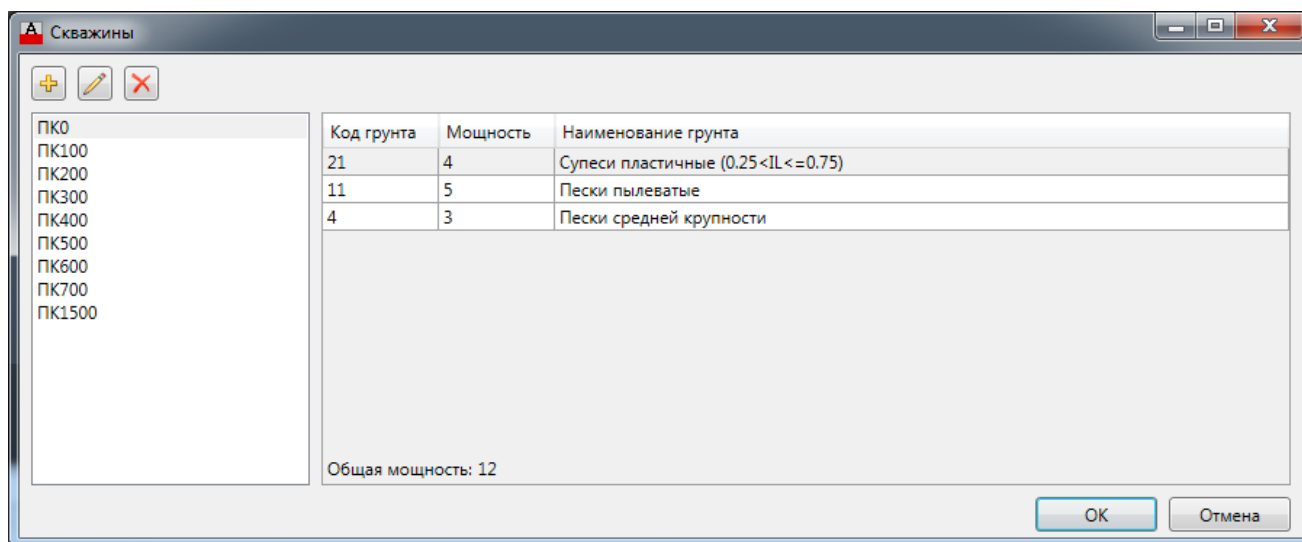 Скважины
ПК0
ПК100
ПК200
ПК300
ПК400
ПК500
ПК600
ПК700
ПК1500
Код грунта Мощность Наименование грунта
21 4 Супеси пластичные (0.25<IL<=0.75)
11 5 Пески пылеватые
4 3 Пески средней крупности
Общая мощность: 12
ОК Отмена